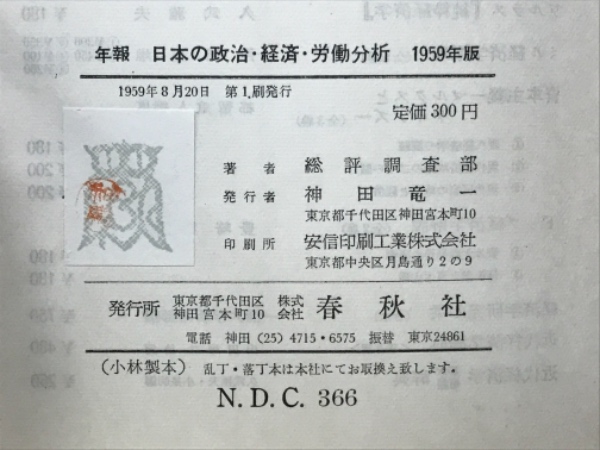 年報 日本の政治・経済・労働分析 1959年版
1959年8月20日 第1刷発行
定価300円
著者 総評調査部
発行者 神田竜一
東京都千代田区神田宮本町10
印刷所 安信印刷工業株式会社
東京都中央区月島通り2の9
発行所 東京都千代田区神田宮本町10 株式会社 春秋社
電話 神田(25)4715・6575 振替 東京24861
(小林製本) 乱丁・落丁本は本社にてお取換え致します。
N.D.C. 366